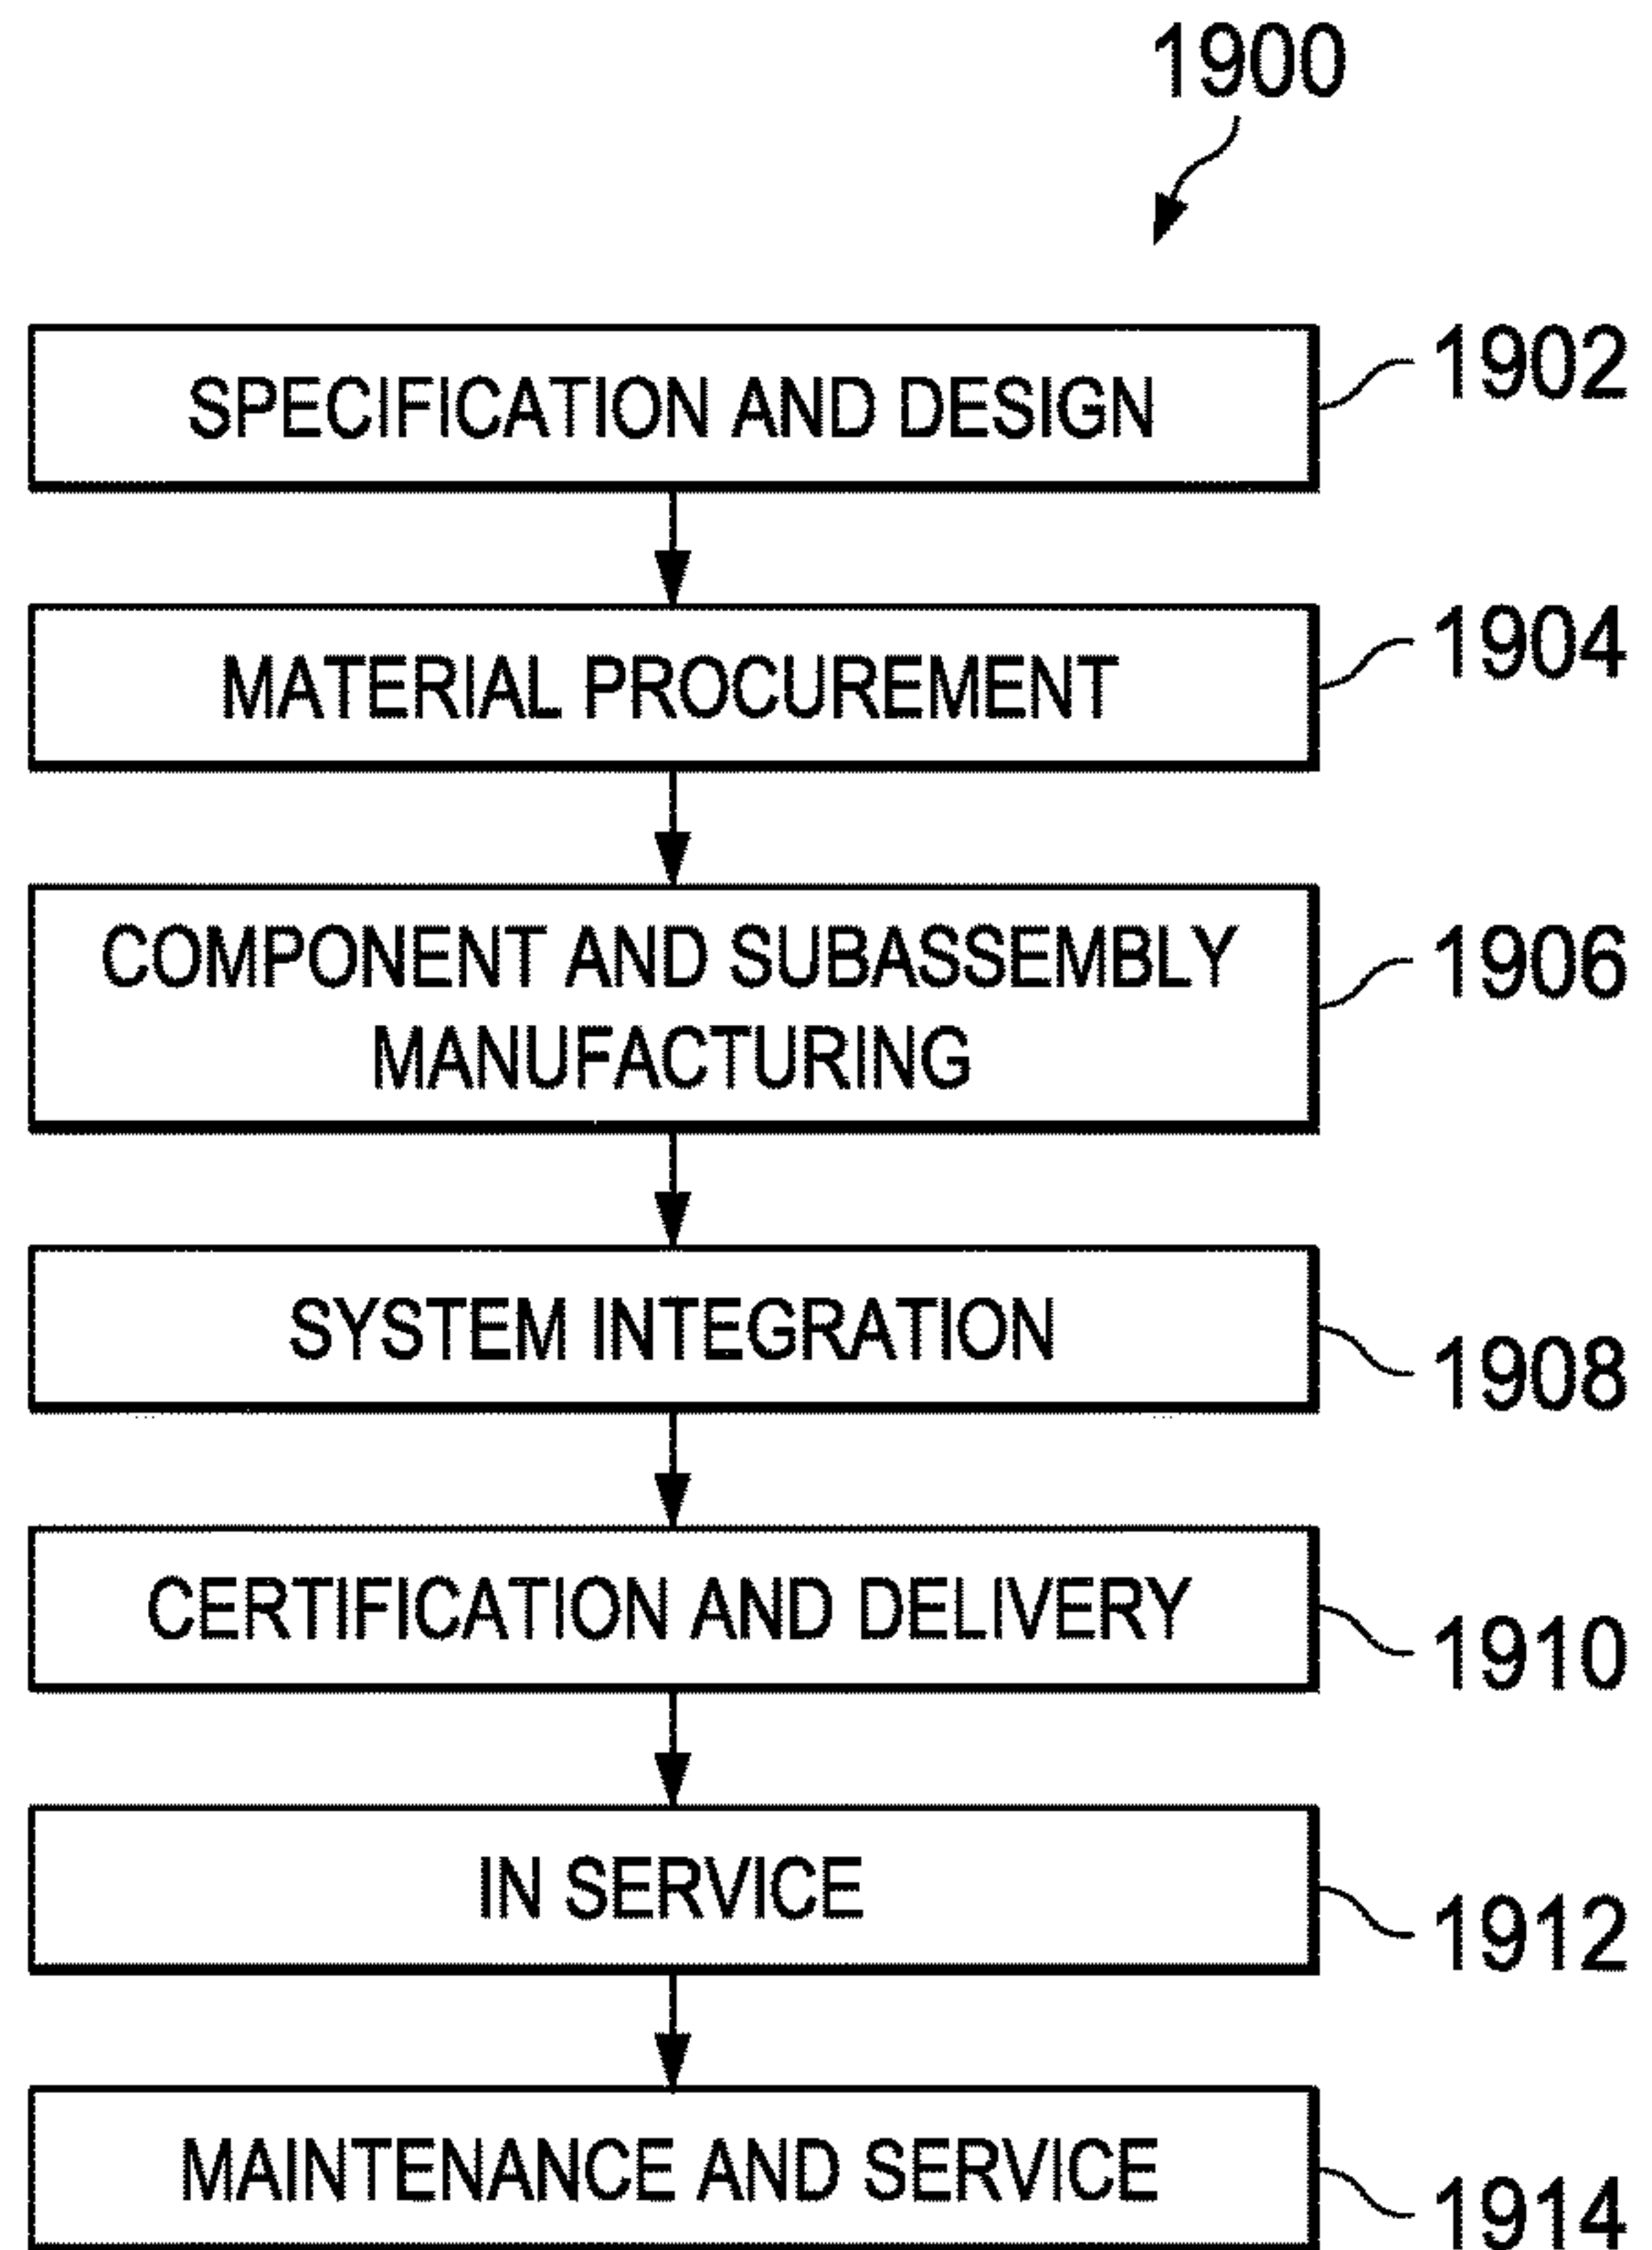 1900
SPECIFICATION AND DESIGN
1902
MATERIAL PROCUREMENT
1904
COMPONENT AND SUBASSEMBLY
MANUFACTURING
1906
SYSTEM INTEGRATION
1908
CERTIFICATION AND DELIVERY
1910
IN SERVICE
1912
MAINTENANCE AND SERVICE
1914